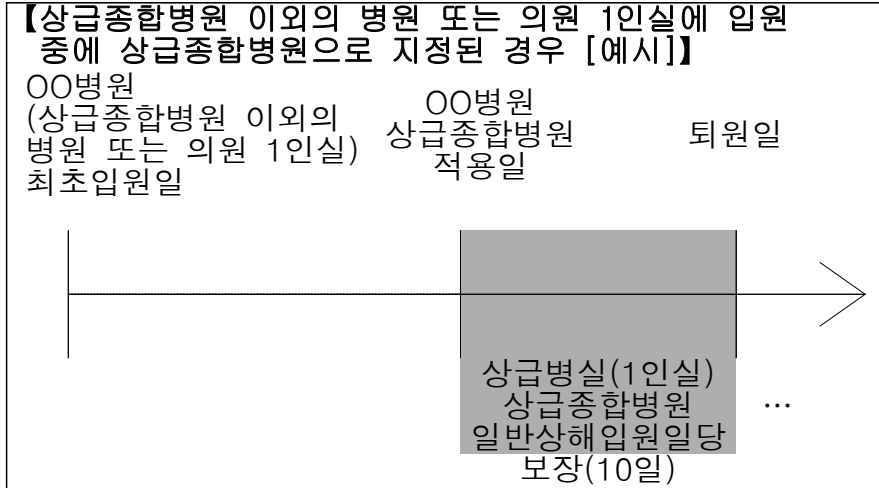 【상급종합병원 이외의 병원 또는 의원 1인실에 입원
중에 상급종합병원으로 지정된 경우 [예시]】
OO병원
(상급종합병원 이외의
병원 또는 의원 1인실)
최초입원일
OO병원
상급종합병원
적용일
퇴원일
상급병실(1인실)
상급종합병원
일반상해입원일당
보장(10일)
…